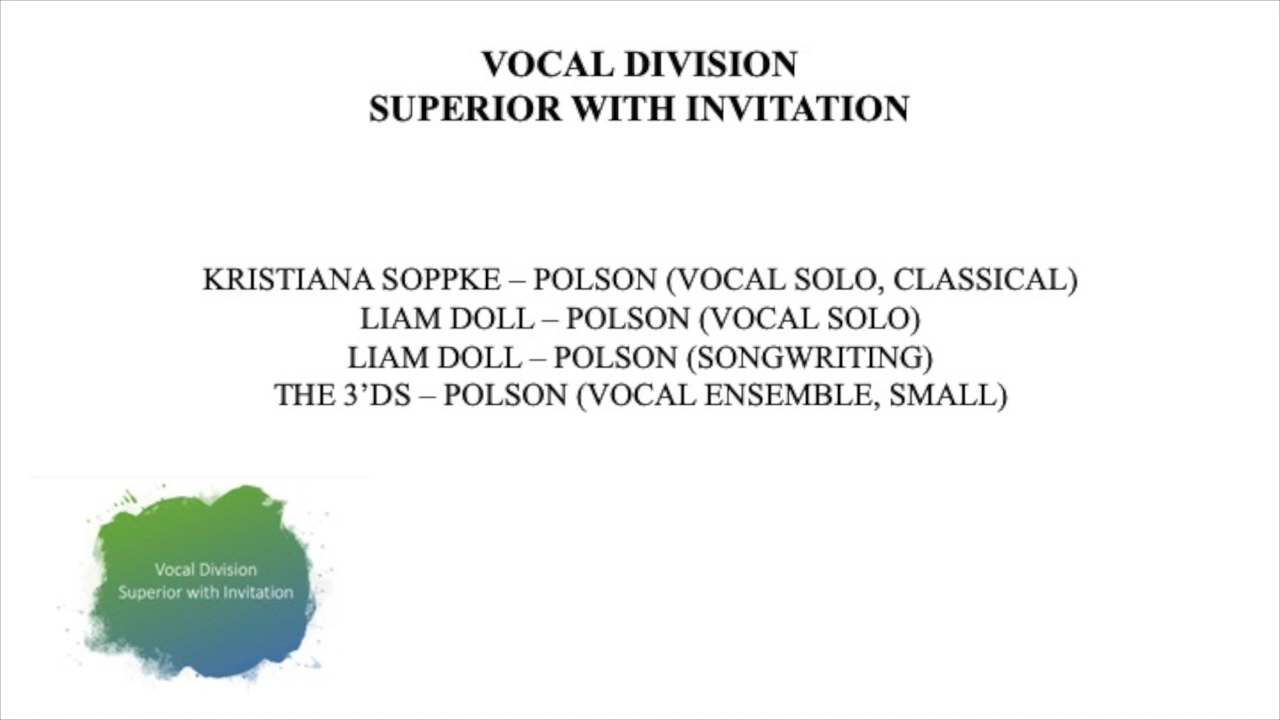 VOCAL DIVISION
SUPERIOR WITH INVITATION
KRISTIANA SOPPKE – POLSON (VOCAL SOLO, CLASSICAL)
LIAM DOLL – POLSON (VOCAL SOLO)
LIAM DOLL – POLSON (SONGWRITING)
THE 3’DS – POLSON (VOCAL ENSEMBLE, SMALL)
Vocal Division
Superior with Invitation